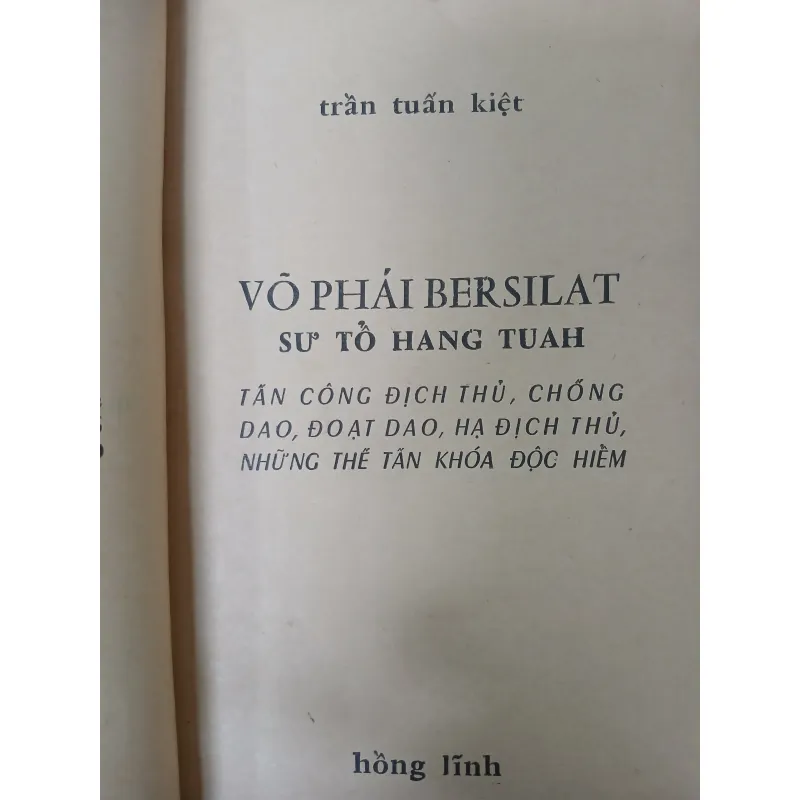 trần tuấn kiệt
VÕ PHÁI BERSILAT
SƯ TỔ HANG TUAH
TẤN CÔNG ĐỊCH THỦ, CHỐNG
DAO, ĐOẠT DAO, HẠ ĐỊCH THỦ,
NHỮNG THẾ TẤN KHÓA ĐỘC HIỂM
hồng lĩnh